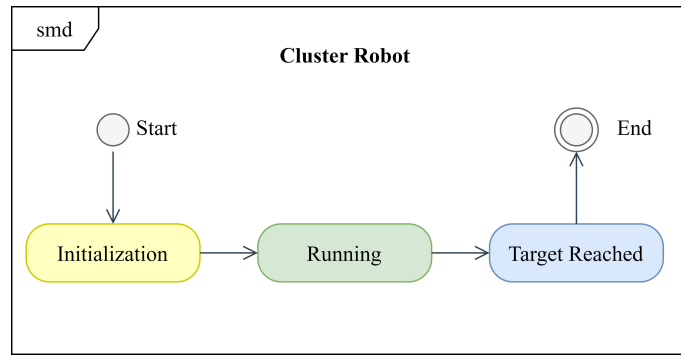 smd
Cluster Robot
Start
End
Initialization
Running
Target Reached